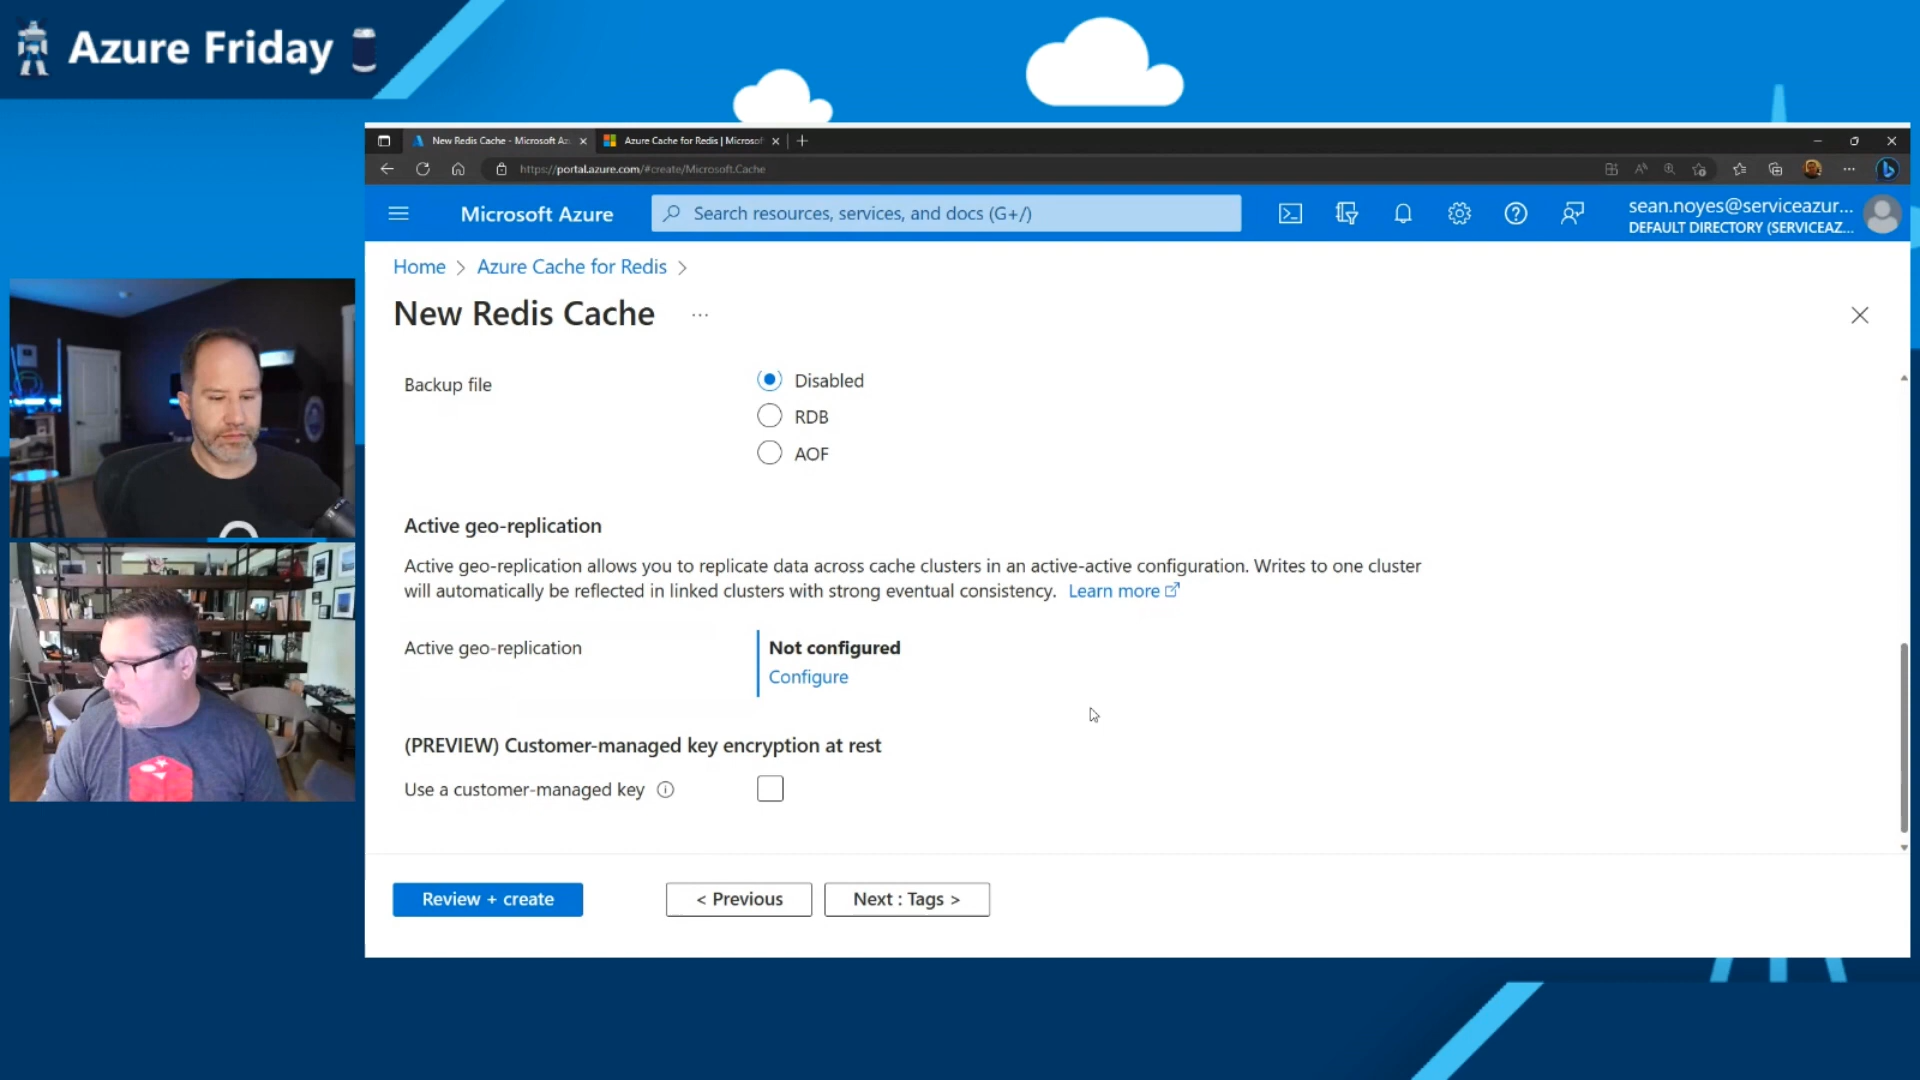 Azure Friday
New Redis Cache - Microsoft Az
Azure Cache for Redis | Microsof
https://portal.azure.com/#create/Microsoft.Cache
Microsoft Azure
Search resources, services, and docs (G+/)
sean.noyes@serviceazur...
DEFAULT DIRECTORY (SERVICEAZ...
Home > Azure Cache for Redis >
New Redis Cache ...
Backup file
Disabled
RDB
AOF
Active geo-replication
Active geo-replication allows you to replicate data across cache clusters in an active-active configuration. Writes to one cluster
will automatically be reflected in linked clusters with strong eventual consistency. Learn more
Active geo-replication
Not configured
Configure
(PREVIEW) Customer-managed key encryption at rest
Use a customer-managed key
Review + create
< Previous
Next : Tags >